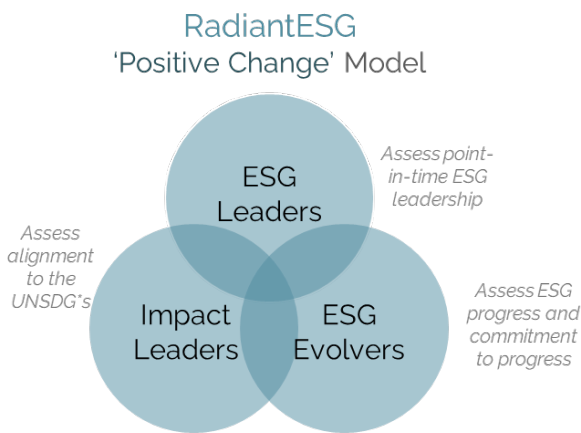 RadiantESG
‘Positive Change’ Model
ESG
Leaders
Assess point-
in-time ESG
leadership
Assess
alignment
to the
UNSDG*s
Impact
Leaders
ESG
Evolvers
Assess ESG
progress and
commitment
to progress